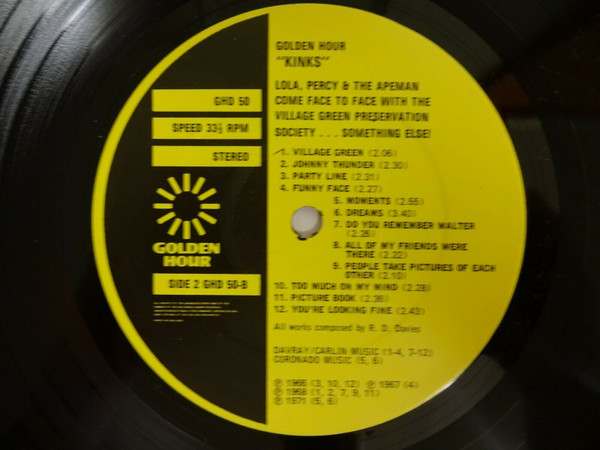 GOLDEN HOUR
"KINKS"
LOLA, PERCY & THE APEMAN
COME FACE TO FACE WITH THE
VILLAGE GREEN PRESERVATION
SOCIETY . . . SOMETHING ELSE!
GHD 50
SPEED 33⅓ RPM
STEREO
GOLDEN
HOUR
SIDE 2 GHD 50-B
1. VILLAGE GREEN (2.06)
2. JOHNNY THUNDER (2.30)
3. PARTY LINE (2.31)
4. FUNNY FACE (2.27)
5. MOMENTS (2.55)
6. DREAMS (3.40)
7. DO YOU REMEMBER WALTER
(2.25)
8. ALL OF MY FRIENDS WERE
THERE (2.22)
9. PEOPLE TAKE PICTURES OF EACH
OTHER (2.10)
10. TOO MUCH ON MY MIND (2.28)
11. PICTURE BOOK (2.36)
12. YOU'RE LOOKING FINE (2.43)
All works composed by R. D. Davies
DAVRAY/CARLIN MUSIC (1-4, 7-12)
CORONADO MUSIC (5, 6)
℗ 1966 (3, 10, 12) ℗ 1967 (4)
℗ 1968 (1, 2, 7, 9, 11)
℗ 1971 (5, 6)